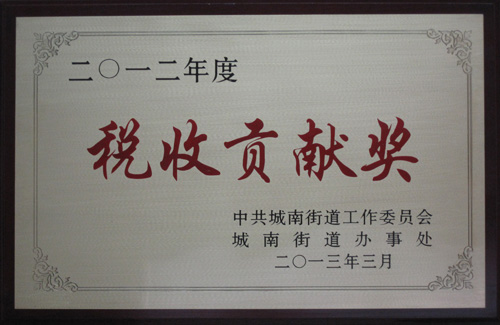 二〇一二年度
税收贡献奖
中共城南街道工作委员会
城南街道办事处
二〇一三年三月